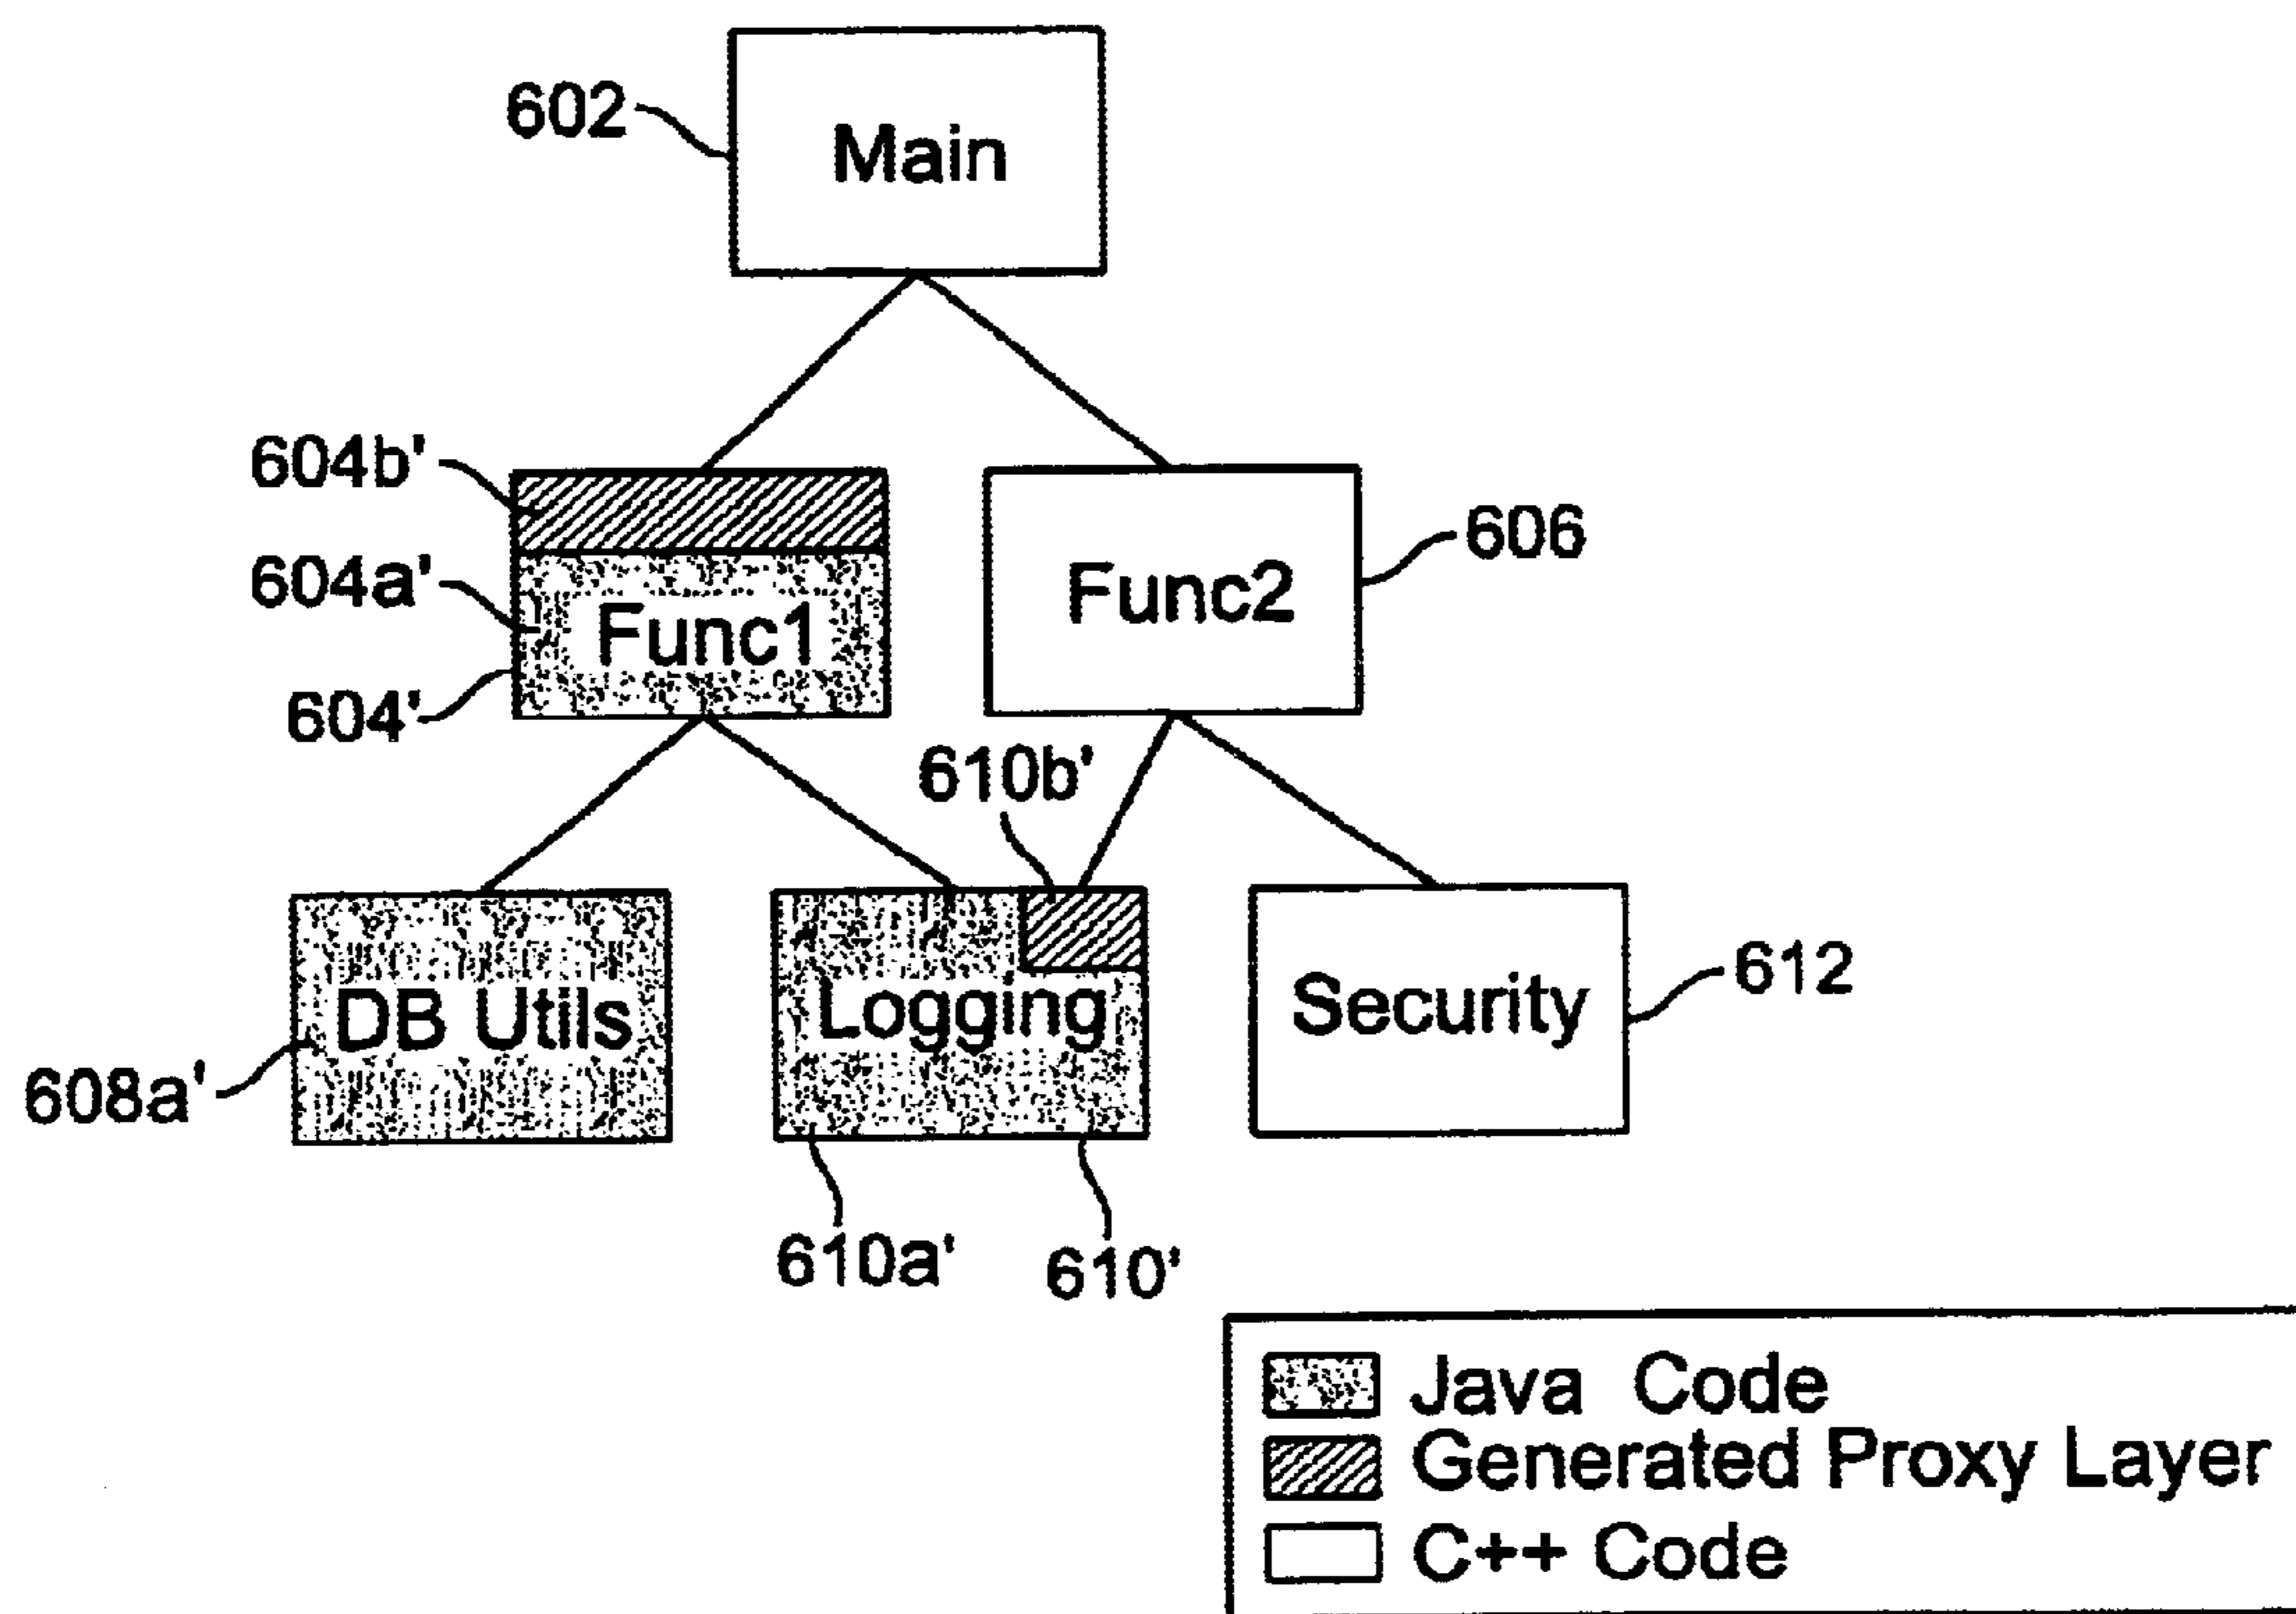 602
Main
604b'
604a'
Func1
604'
Func2
606
610b'
DB Utils
608a'
Logging
Security
612
610a'
610'
Java Code
Generated Proxy Layer
C++ Code